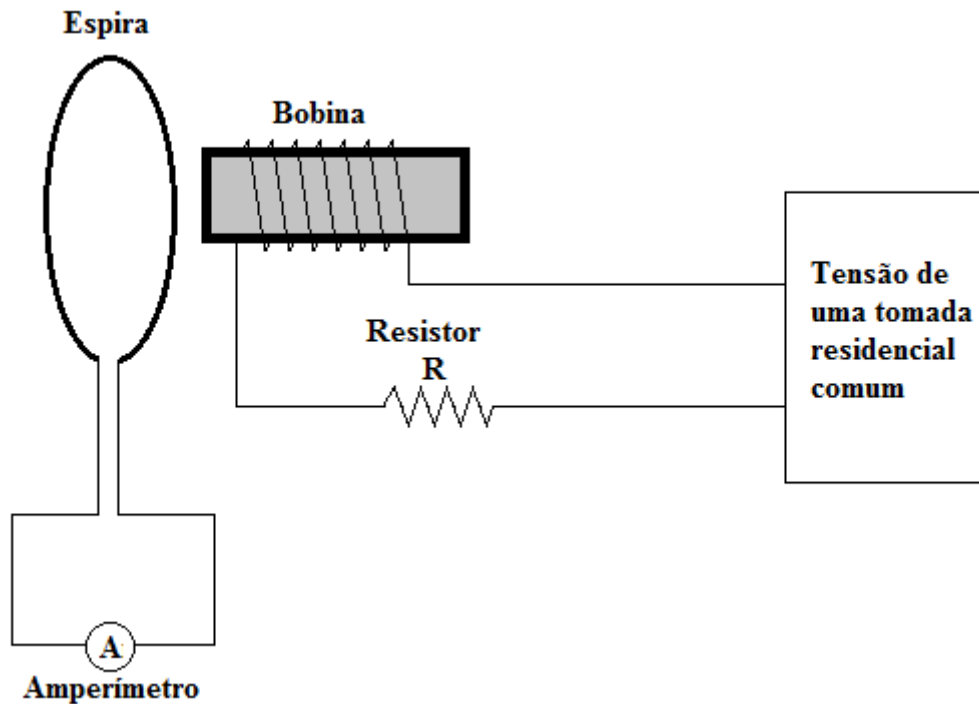 Espira
Bobina
Tensão de
uma tomada
residencial
comum
Resistor
R
A
Amperímetro